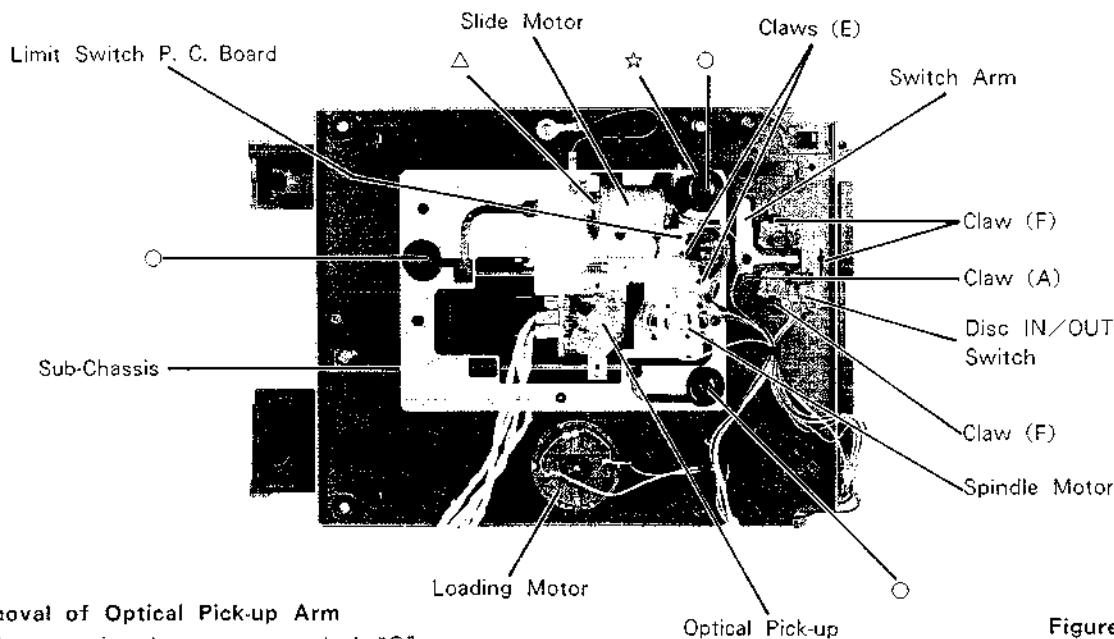 Slide Motor
Claws (E)
Limit Switch P. C. Board
△
☆
○
Switch Arm
Claw (F)
○
Claw (A)
Disc IN/OUT
Switch
Sub-Chassis
Claw (F)
Spindle Motor
Loading Motor
○
Optical Pick-up
of Optical Pick-up Arm
Figure